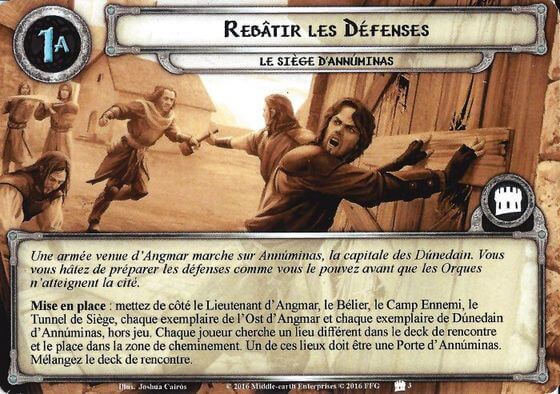 1A
REBÂTIR LES DÉFENSES
LE SIÈGE D'ANNÚMINAS
Une armée venue d'Angmar marche sur Annúminas, la capitale des Dúnedain. Vous
vous hâtez de préparer les défenses comme vous le pouvez avant que les Orques
n'atteignent la cité.
Mise en place : mettez de côté le Lieutenant d'Angmar, le Bélier, le Camp Ennemi, le
Tunnel de Siège, chaque exemplaire de l'Ost d'Angmar et chaque exemplaire de Dúnedain
d'Annúminas, hors jeu. Chaque joueur cherche un lieu différent dans le deck de rencontre
et le place dans la zone de cheminement. Un de ces lieux doit être une Porte d'Annúminas.
Mélangez le deck de rencontre.
Illus. Joshua Cairós © 2016 Middle-earth Enterprises © 2016 FFG 3